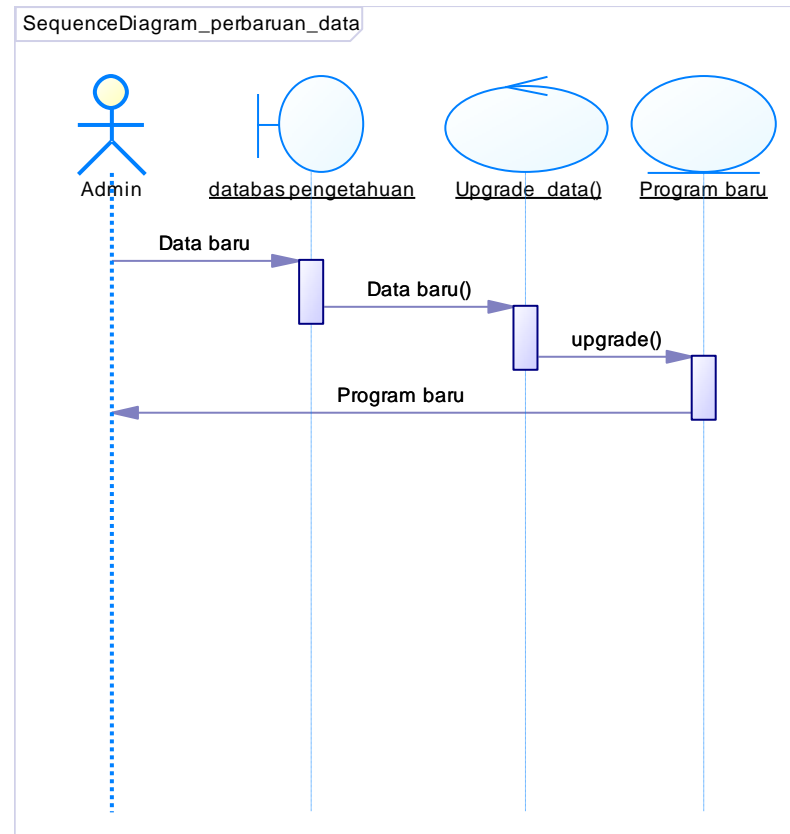 SequenceDiagram_perbaruan_data
Admin
databas pengetahuan
Upgrade_data()
Program baru
Data baru
Data baru()
upgrade()
Program baru